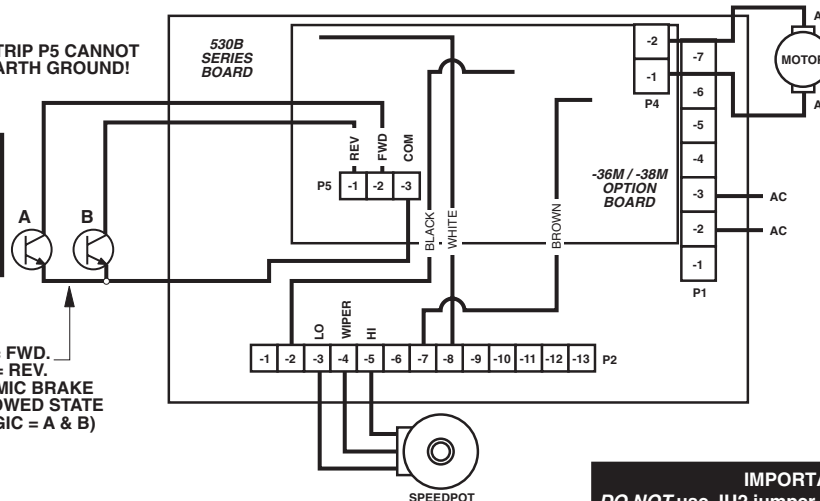 TRIP P5 CANNOT
ARTH GROUND!
530B
SERIES
BOARD
REV
FWD
COM
P5
-1
-2
-3
A
B
BLACK
WHITE
BROWN
-36M / -38M
OPTION
BOARD
-2
-1
P4
-7
-6
-5
-4
-3
-2
-1
P1
A
MOTOR
A
AC
AC
= FWD.
= REV.
MIC BRAKE
OWED STATE
GIC = A & B)
LO
WIPER
HI
-1
-2
-3
-4
-5
-6
-7
-8
-9
-10
-11
-12
-13
P2
SPEEDPOT
IMPORTA
DO NOT use JU2 jumper